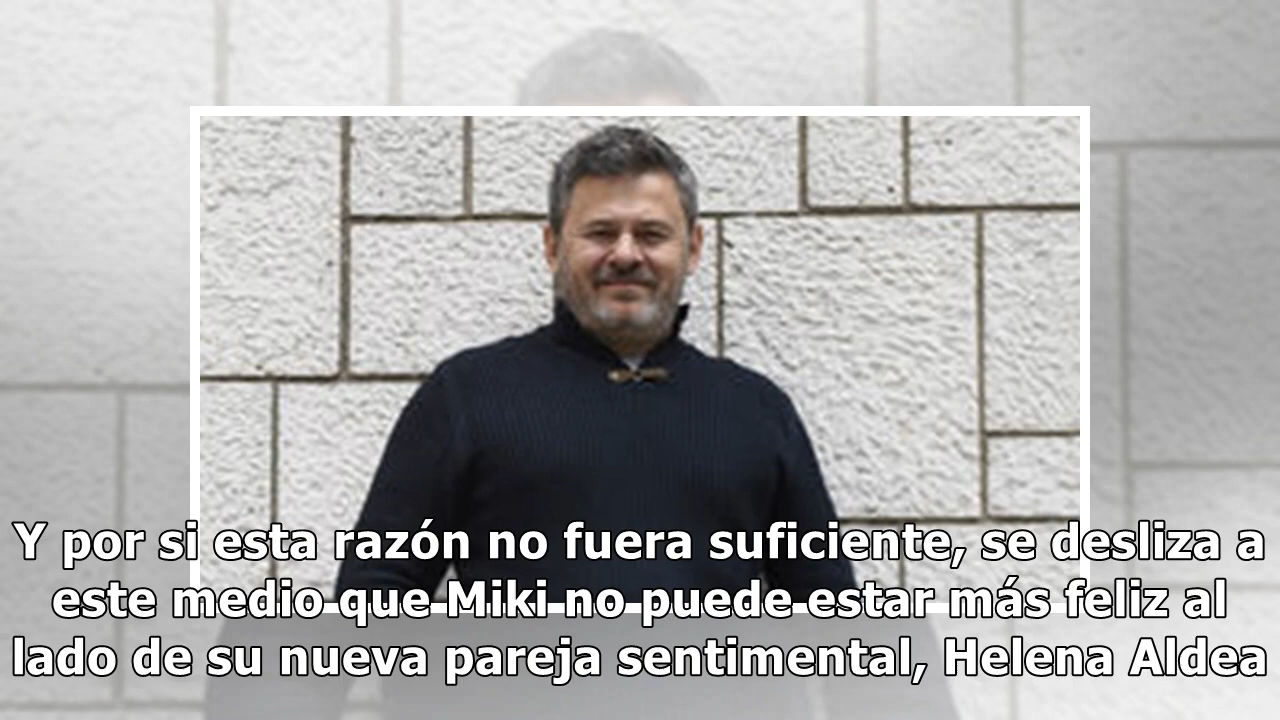 Y por si esta razón no fuera suficiente, se desliza a
este medio que Miki no puede estar más feliz al
lado de su nueva pareja sentimental, Helena Aldea